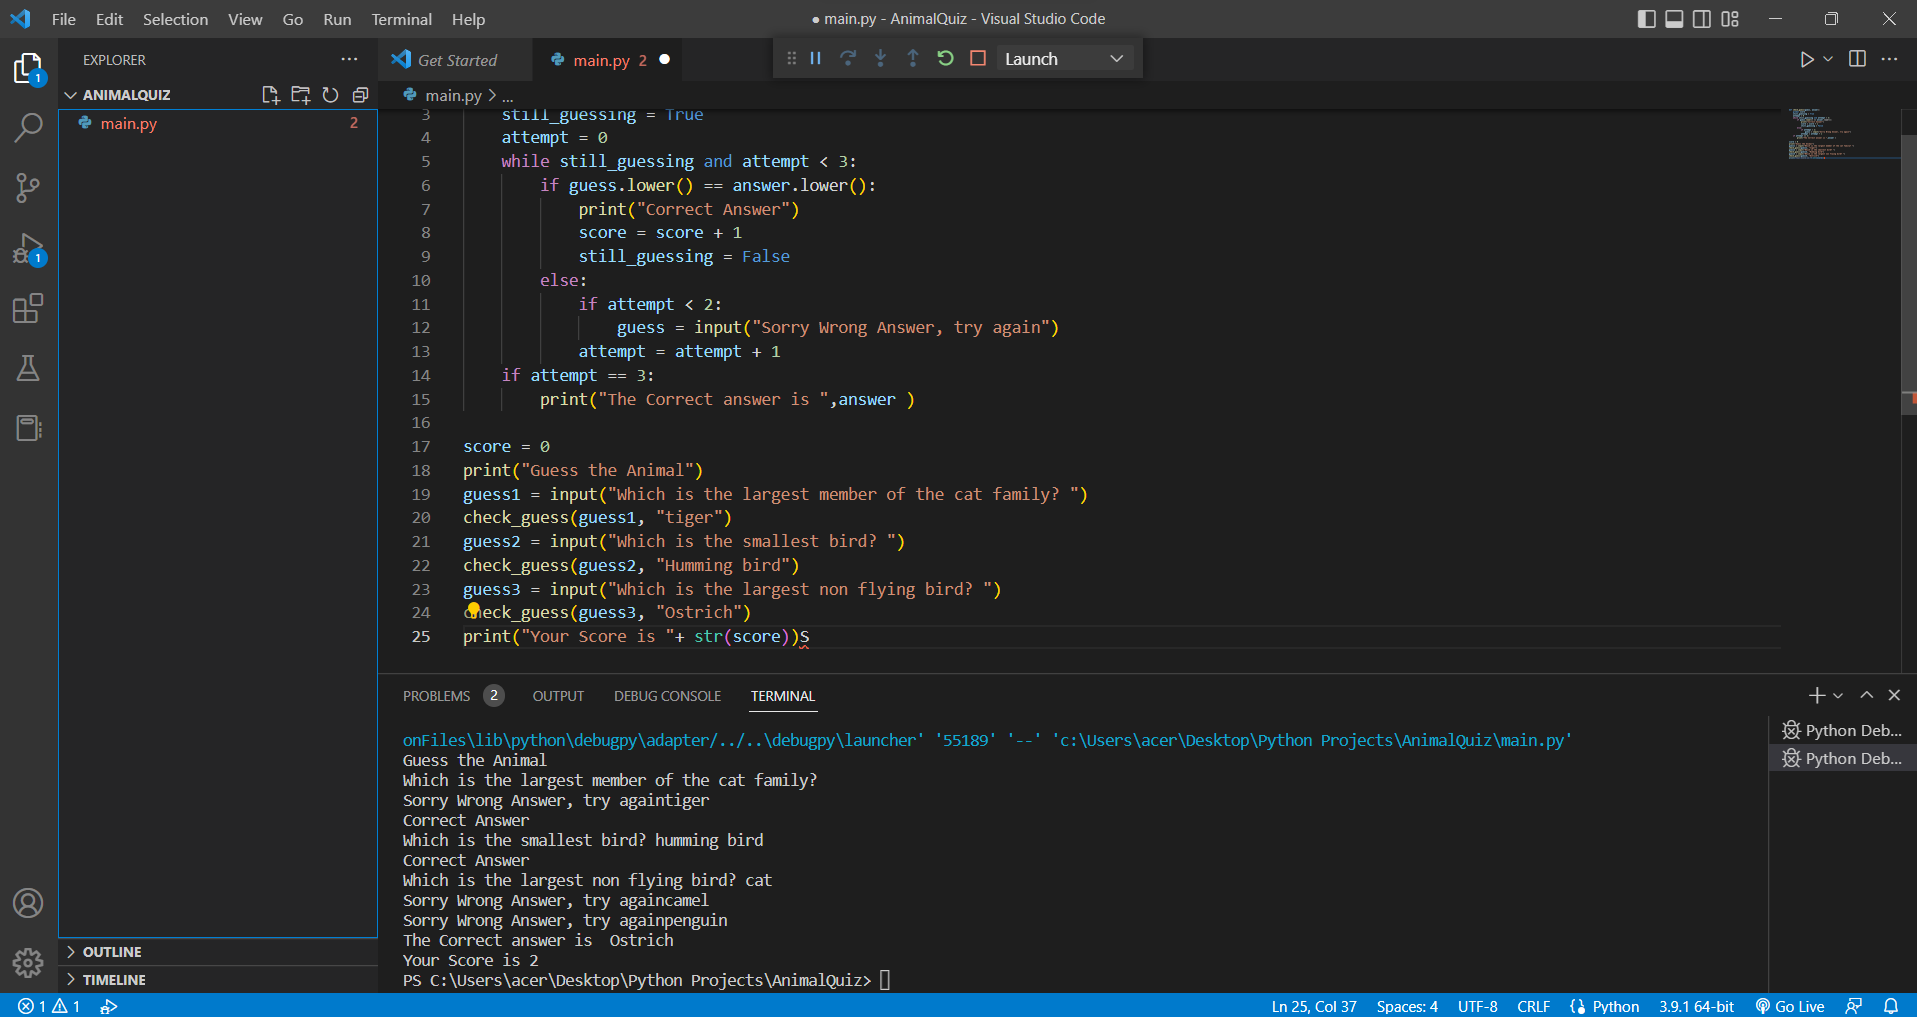 File Edit Selection View Go Run Terminal Help
● main.py - AnimalQuiz - Visual Studio Code
EXPLORER
Get Started
main.py 2
Launch
ANIMALQUIZ
main.py > ...
main.py 2
1
1
3 still_guessing = True
4 attempt = 0
5 while still_guessing and attempt < 3:
6 if guess.lower() == answer.lower():
7 print("Correct Answer")
8 score = score + 1
9 still_guessing = False
10 else:
11 if attempt < 2:
12 guess = input("Sorry Wrong Answer, try again")
13 attempt = attempt + 1
14 if attempt == 3:
15 print("The Correct answer is ",answer )
16
17 score = 0
18 print("Guess the Animal")
19 guess1 = input("Which is the largest member of the cat family? ")
20 check_guess(guess1, "tiger")
21 guess2 = input("Which is the smallest bird? ")
22 check_guess(guess2, "Humming bird")
23 guess3 = input("Which is the largest non flying bird? ")
24 check_guess(guess3, "Ostrich")
25 print("Your Score is "+ str(score))S
PROBLEMS 2 OUTPUT DEBUG CONSOLE TERMINAL
onFiles\lib\python\debugpy\adapter/../..\debugpy\launcher' '55189' '--' 'c:\Users\acer\Desktop\Python Projects\AnimalQuiz\main.py'
Guess the Animal
Which is the largest member of the cat family?
Sorry Wrong Answer, try againtiger
Correct Answer
Which is the smallest bird? humming bird
Correct Answer
Which is the largest non flying bird? cat
Sorry Wrong Answer, try againcamel
Sorry Wrong Answer, try againpenguin
The Correct answer is  Ostrich
Your Score is 2
PS C:\Users\acer\Desktop\Python Projects\AnimalQuiz>
Python Deb...
Python Deb...
OUTLINE
TIMELINE
1 1
Ln 25, Col 37 Spaces: 4 UTF-8 CRLF Python 3.9.1 64-bit Go Live